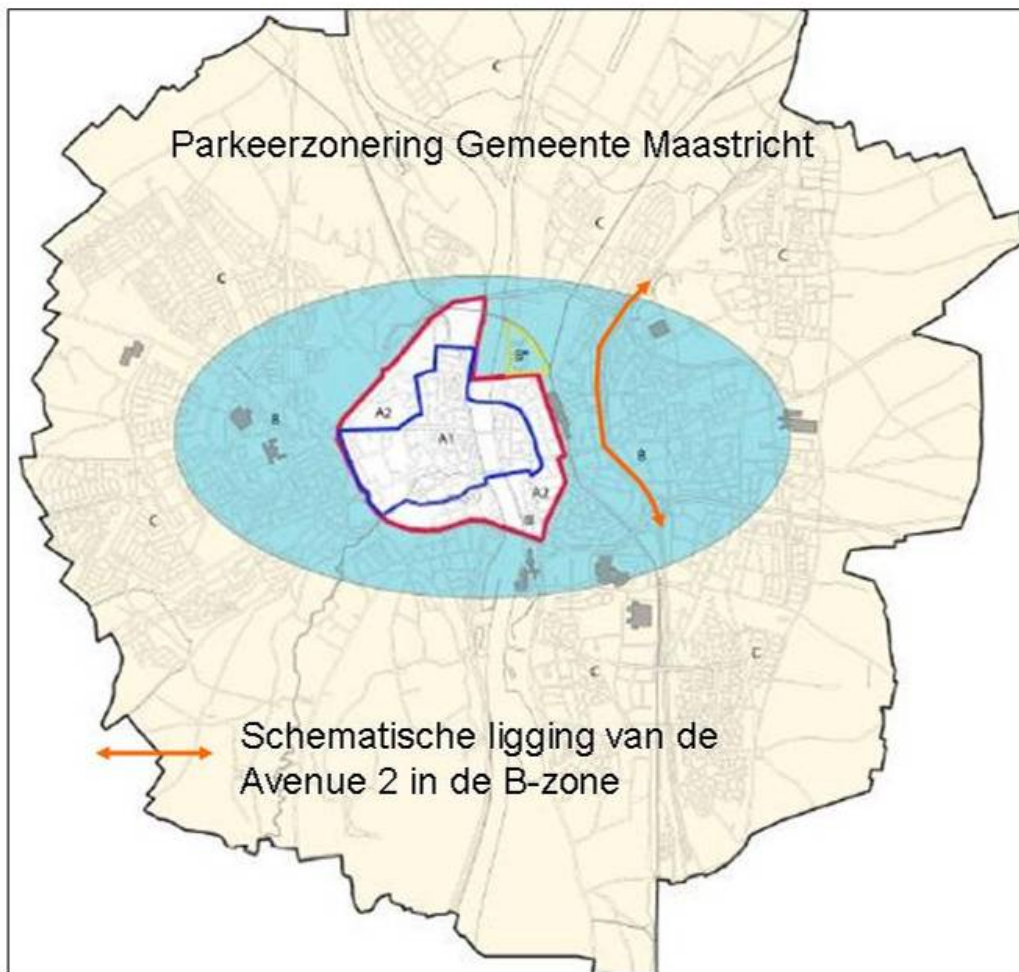 C
Parkeerzonering Gemeente Maastricht
C
C
C
B*
A2
B
A1
B
A2
C
C
C
Schematische ligging van de
Avenue 2 in de B-zone